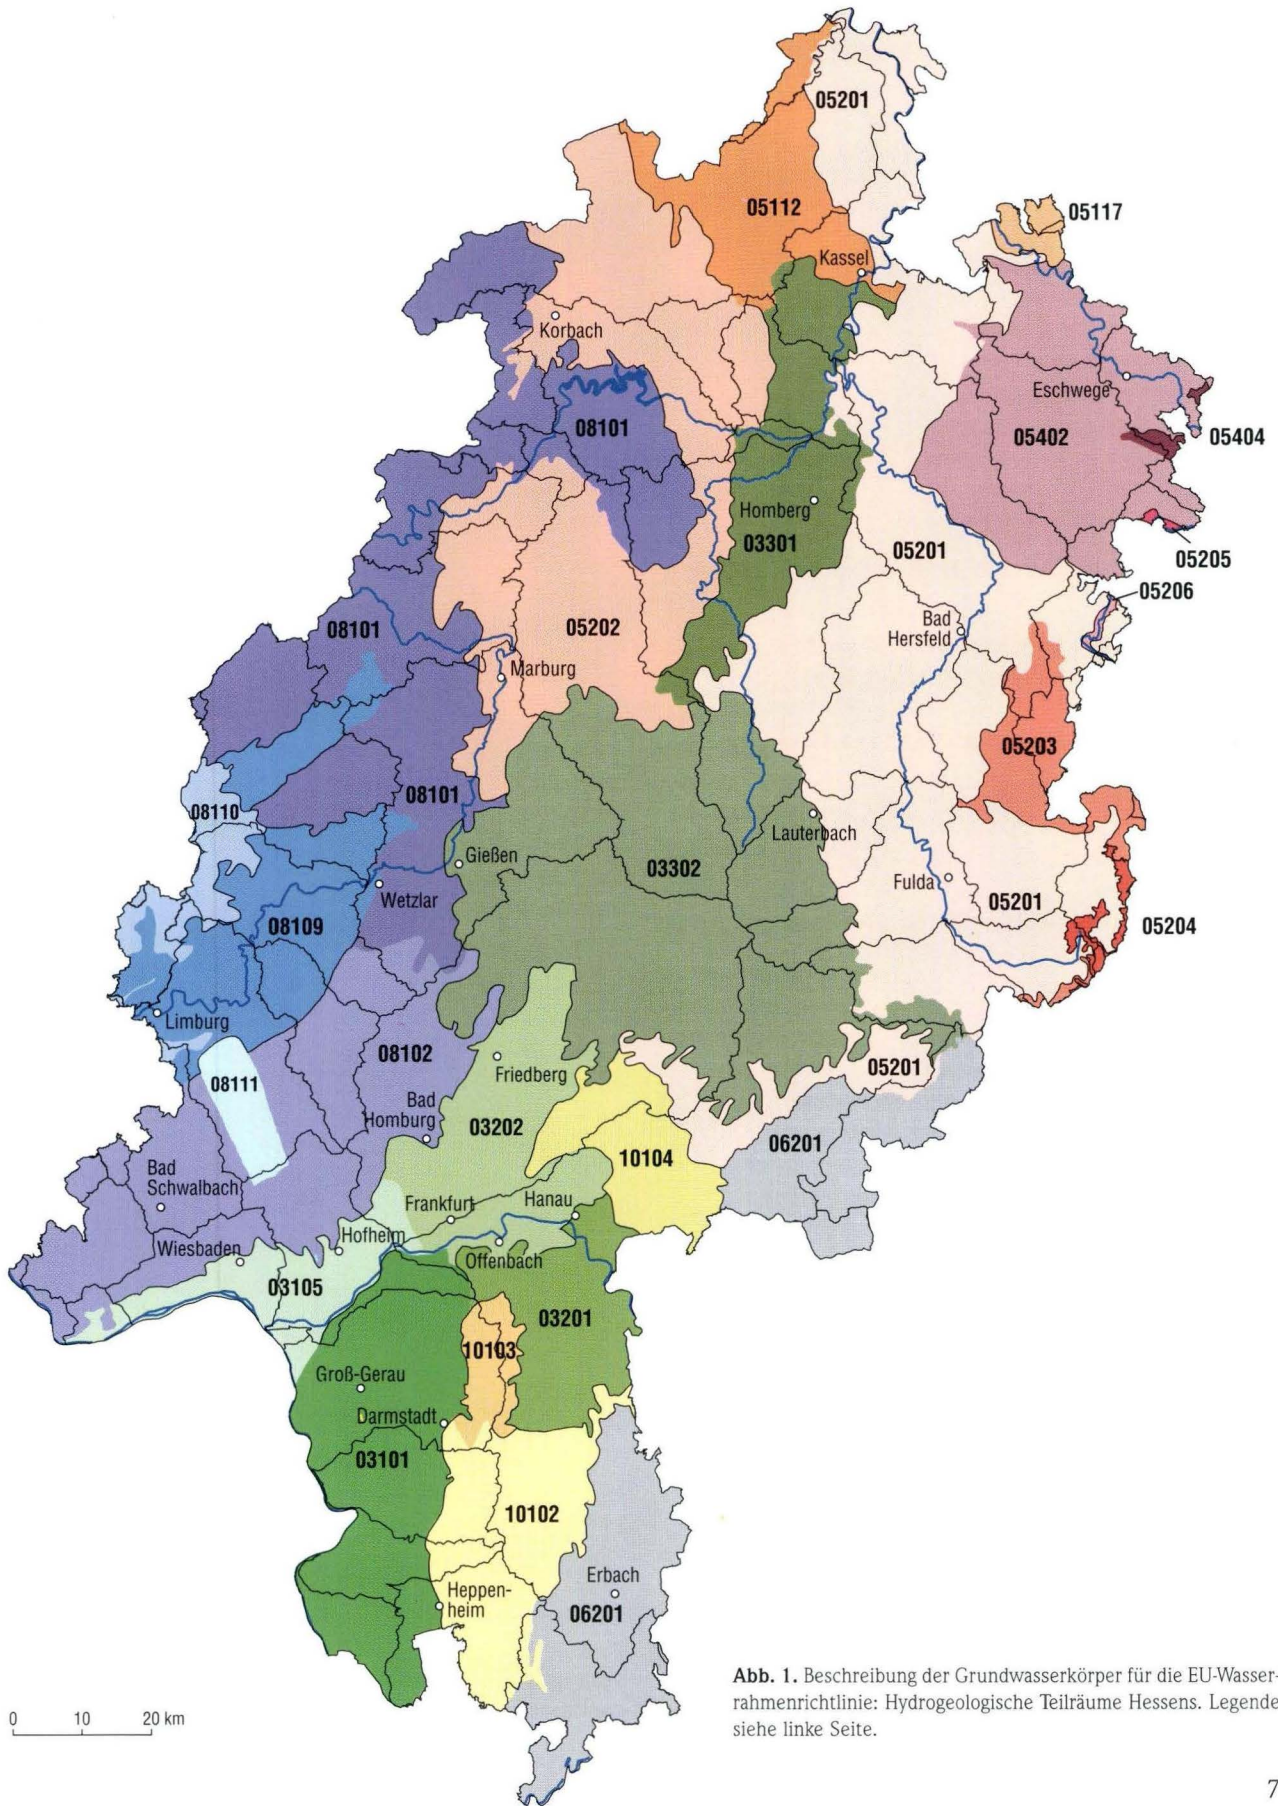 05201
05117
05112
Kassel
Korbach
Eschwege
08101
05402
05404
Homberg
03301
05201
05205
05206
Bad
Hersfeld
08101
05202
Marburg
05203
08101
08110
Lauterbach
Gießen
03302
Fulda
Wetzlar
05201
08109
05204
Limburg
08102
Friedberg
05201
08111
Bad
Homburg
03202
06201
10104
Bad
Schwalbach
Frankfurt
Hanau
Hofheim
Wiesbaden
Offenbach
03105
03201
10103
Groß-Gerau
Darmstadt
03101
10102
Erbach
Heppen-
heim
06201
Abb. 1. Beschreibung der Grundwasserkörper für die EU-Wasser-
rahmenrichtlinie: Hydrogeologische Teilräume Hessens. Legende
siehe linke Seite.
0 10 20 km
7